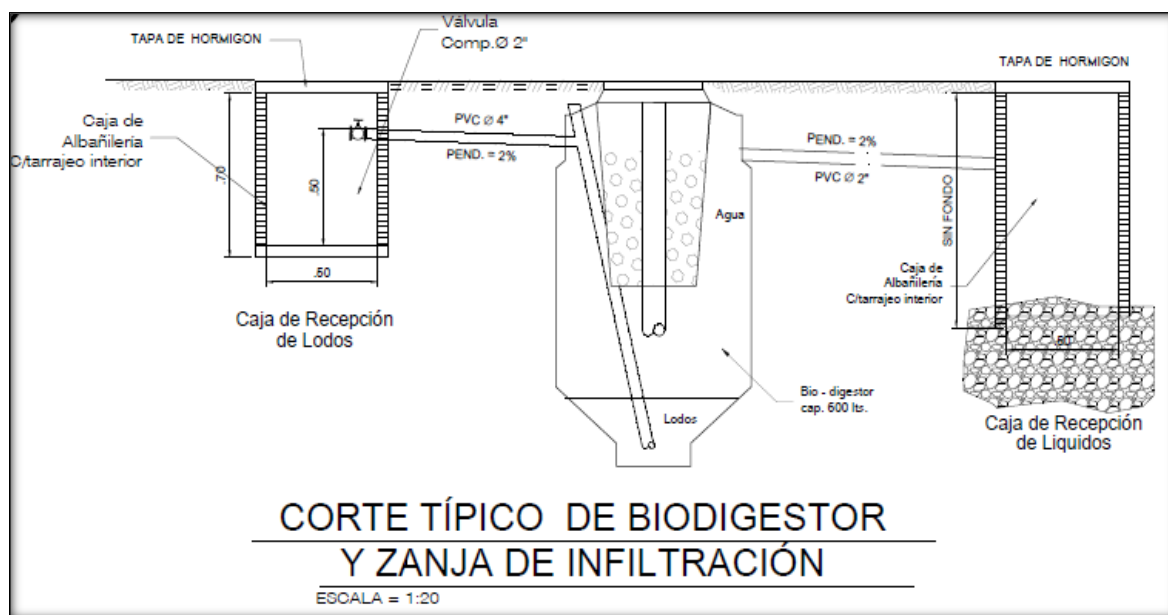 Válvula
Comp.Ø 2"
TAPA DE HORMIGON
TAPA DE HORMIGON
Caja de
Albañilería
C/tarrajeo interior
.70
.50
.50
PVC Ø 4"
PEND. = 2%
Caja de Recepción
de Lodos
Agua
Lodos
Bio - digestor
cap. 600 lts.
PEND. = 2%
PVC Ø 2"
SIN FONDO
Caja de
Albañilería
C/tarrajeo interior
.60
Caja de Recepción
de Liquidos
CORTE TÍPICO DE BIODIGESTOR
Y ZANJA DE INFILTRACIÓN
ESCALA = 1:20